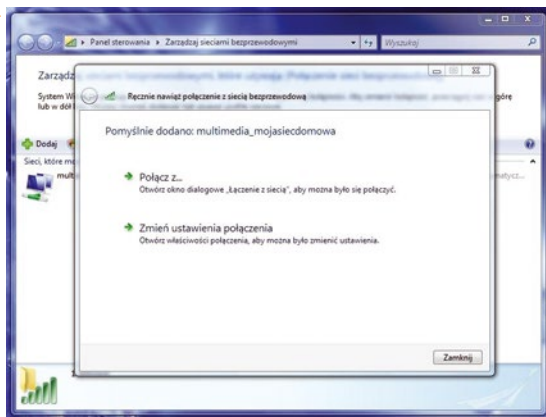 Panel sterowania ▸ Zarządzaj sieciami bezprzewodowymi
Wyszukaj
Zarządz
Ręcznie nawiąż połączenie z siecią bezprzewodową
System Wi
górę
lub w dół
Pomyślnie dodano: multimedia_mojasiecdomowa
Dodaj
Sieci, które mo
mult
matycz...
Połącz z...
Otwórz okno dialogowe „Łączenie z siecią", aby można było się połączyć.
Zmień ustawienia połączenia
Otwórz właściwości połączenia, aby można było zmienić ustawienia.
Zamknij